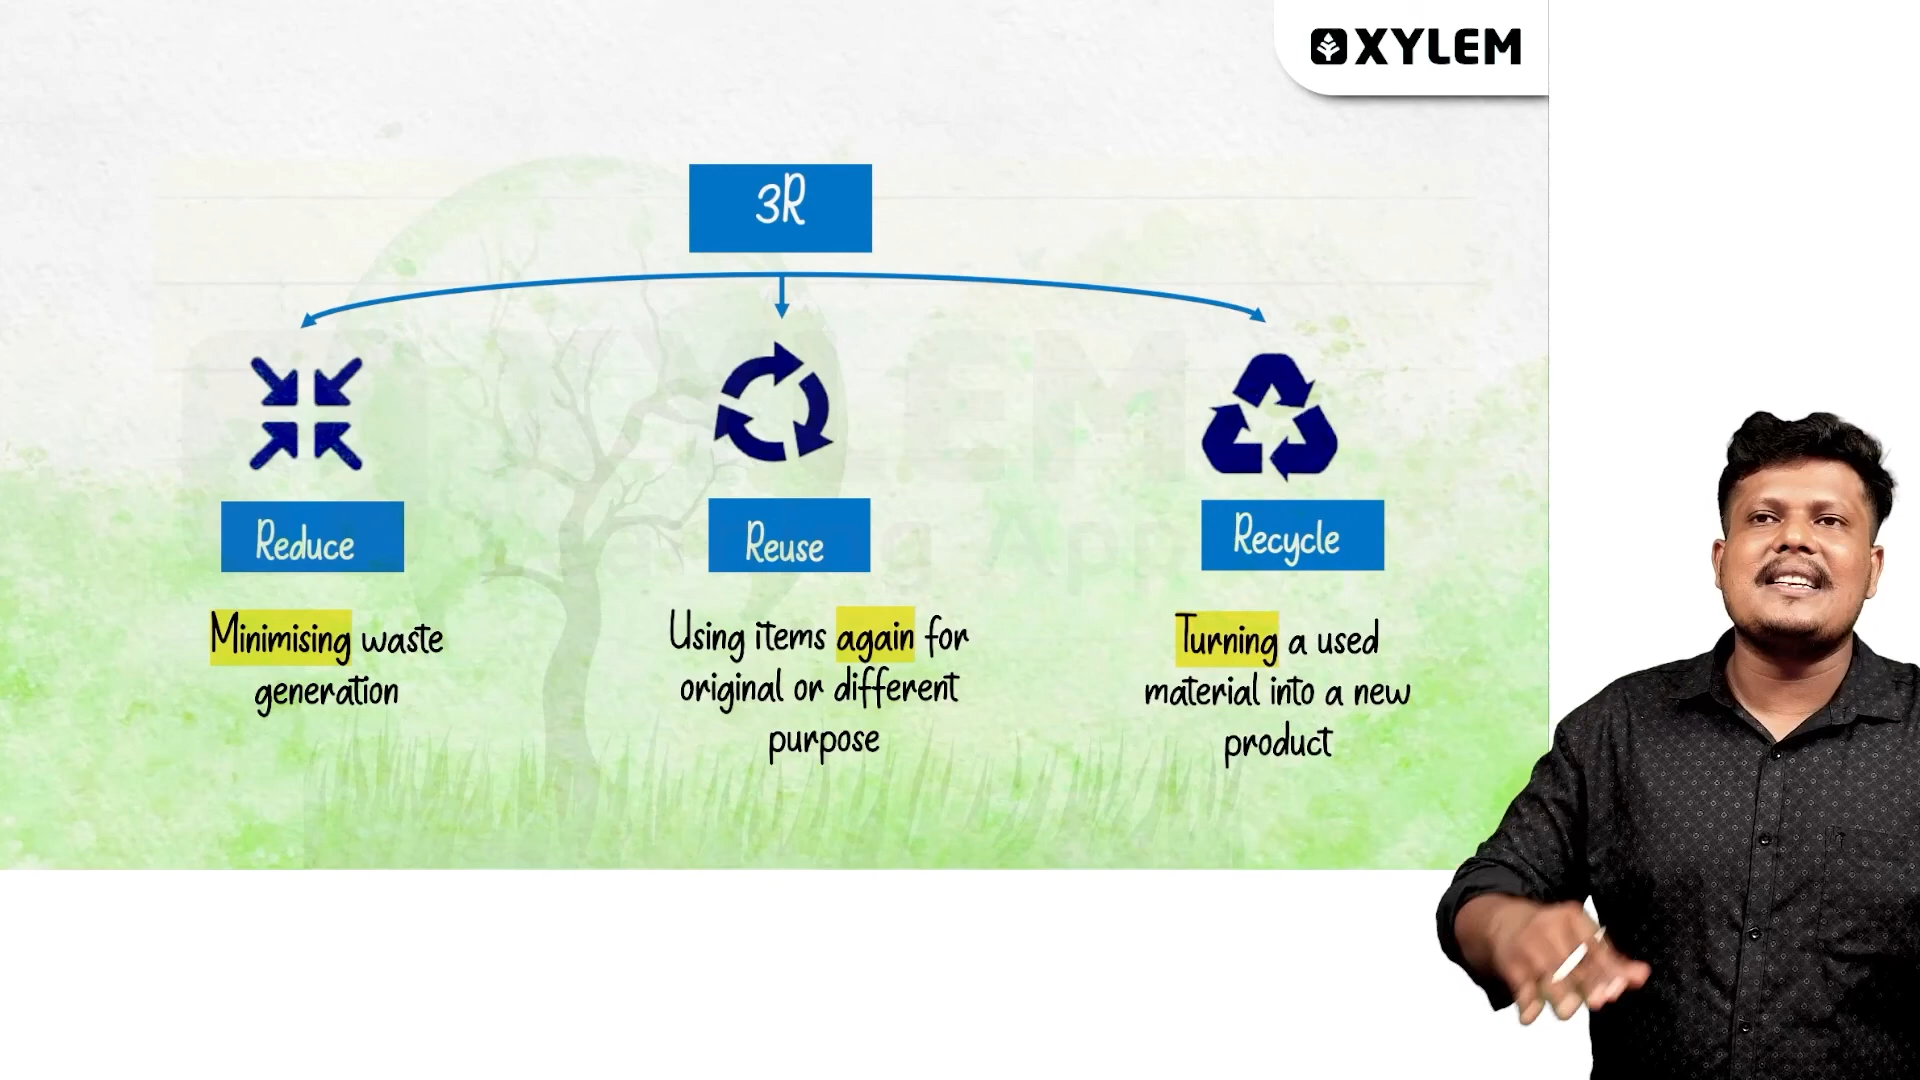 XYLEM
3R
Reduce
Reuse
Recycle
Minimising waste
generation
Using items again for
original or different
purpose
Turning a used
material into a new
product